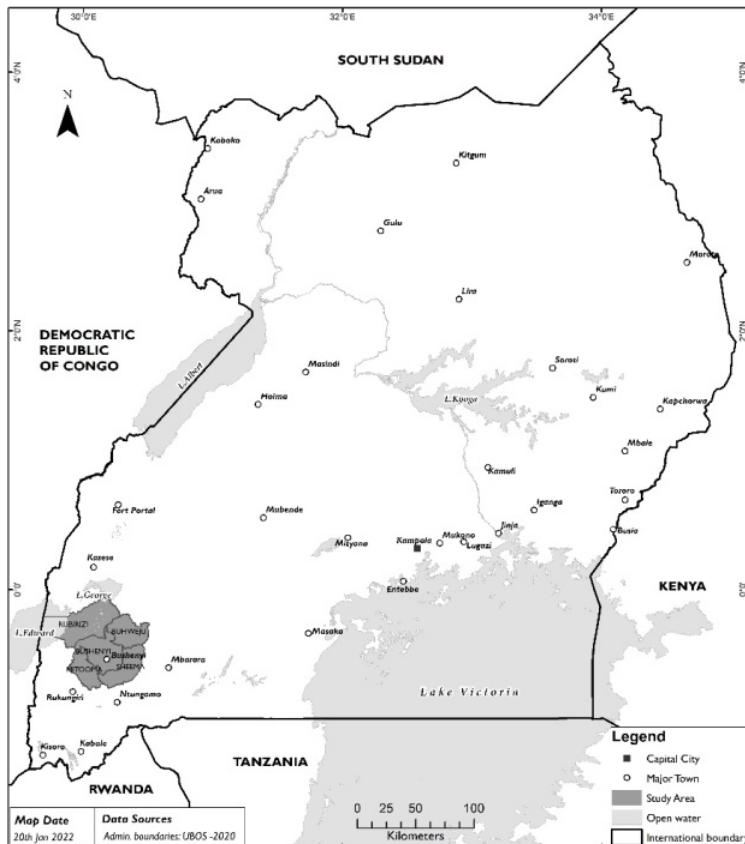 30°0'E
32°0'E
34°0'E
4°0'N
4°0'N
SOUTH SUDAN
N
Koboko
Kitgum
Arua
Gulu
Moroto
Lira
2°0'N
2°0'N
DEMOCRATIC
REPUBLIC
OF CONGO
L.Albert
Masindi
Soroti
Hoima
L.Kyoga
Kumi
Kapchorwa
Mbale
Kamuli
Fort Portal
Mubende
Iganga
Tororo
Mityana
Kampala
Mukono
Lugazi
Jinja
Busia
Kasese
Entebbe
0°0'
0°0'
KENYA
L.George
L.Edward
RUBIRIZI
BUHWEJU
BUSHENYI
Bushenyi
MITOOMA
SHEEMA
Mbarara
Masaka
Rukungiri
Ntungamo
Lake Victoria
Kisoro
Kabale
RWANDA
TANZANIA
Legend
Capital City
Major Town
Study Area
Open water
International boundary
0 25 50 100
Kilometers
Map Date
20th Jan 2022
Data Sources
Admin. boundaries: UBOS -2020